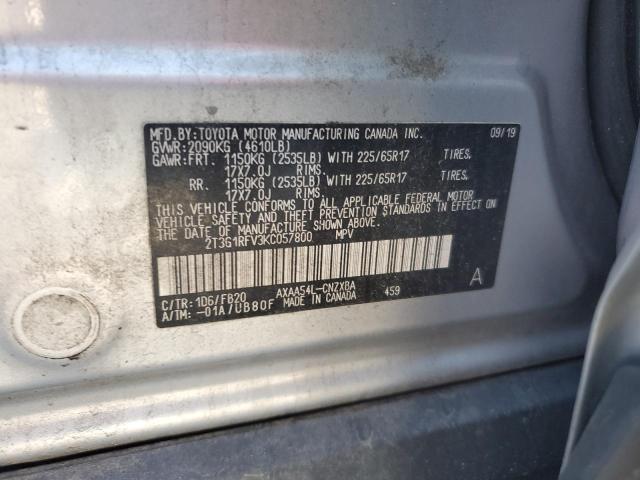 MFD.BY:TOYOTA MOTOR MANUFACTURING CANADA INC. 09/19
GVWR:2090KG (4610LB)
GAWR:FRT. 1150KG (2535LB) WITH 225/65R17 TIRES,
17X7.0J RIMS,
RR. 1150KG (2535LB) WITH 225/65R17 TIRES,
17X7.0J RIMS,
THIS VEHICLE CONFORMS TO ALL APPLICABLE FEDERAL MOTOR
VEHICLE SAFETY AND THEFT PREVENTION STANDARDS IN EFFECT ON
THE DATE OF MANUFACTURE SHOWN ABOVE.
2T3G1RFV3KC057800 MPV
A
C/TR: 1D6/FB20 AXAA54L-CNZXBA 459
A/TM: -01A/UB80F MADE IN CANADA